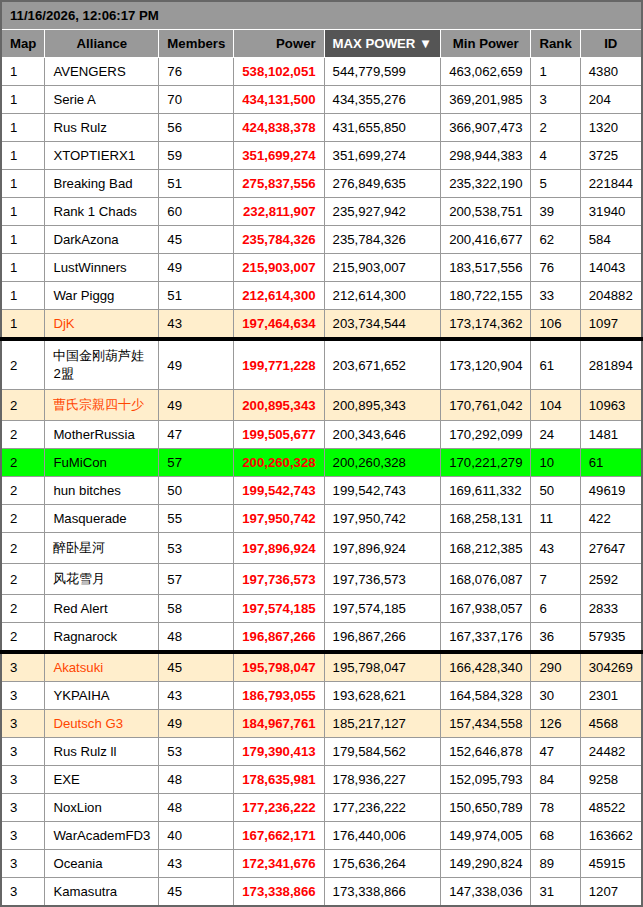 11/16/2026, 12:06:17 PM
Map Alliance Members Power MAX POWER ▼ Min Power Rank ID
1 AVENGERS 76 538,102,051 544,779,599 463,062,659 1 4380
1 Serie A 70 434,131,500 434,355,276 369,201,985 3 204
1 Rus Rulz 56 424,838,378 431,655,850 366,907,473 2 1320
1 XTOPTIERX1 59 351,699,274 351,699,274 298,944,383 4 3725
1 Breaking Bad 51 275,837,556 276,849,635 235,322,190 5 221844
1 Rank 1 Chads 60 232,811,907 235,927,942 200,538,751 39 31940
1 DarkAzona 45 235,784,326 235,784,326 200,416,677 62 584
1 LustWinners 49 215,903,007 215,903,007 183,517,556 76 14043
1 War Piggg 51 212,614,300 212,614,300 180,722,155 33 204882
1 DjK 43 197,464,634 203,734,544 173,174,362 106 1097
2 中国金刚葫芦娃 49 199,771,228 203,671,652 173,120,904 61 281894
2盟
2 曹氏宗親四十少 49 200,895,343 200,895,343 170,761,042 104 10963
2 MotherRussia 47 199,505,677 200,343,646 170,292,099 24 1481
2 FuMiCon 57 200,260,328 200,260,328 170,221,279 10 61
2 hun bitches 50 199,542,743 199,542,743 169,611,332 50 49619
2 Masquerade 55 197,950,742 197,950,742 168,258,131 11 422
2 醉卧星河 53 197,896,924 197,896,924 168,212,385 43 27647
2 风花雪月 57 197,736,573 197,736,573 168,076,087 7 2592
2 Red Alert 58 197,574,185 197,574,185 167,938,057 6 2833
2 Ragnarock 48 196,867,266 196,867,266 167,337,176 36 57935
3 Akatsuki 45 195,798,047 195,798,047 166,428,340 290 304269
3 YKPAIHA 43 186,793,055 193,628,621 164,584,328 30 2301
3 Deutsch G3 49 184,967,761 185,217,127 157,434,558 126 4568
3 Rus Rulz ll 53 179,390,413 179,584,562 152,646,878 47 24482
3 EXE 48 178,635,981 178,936,227 152,095,793 84 9258
3 NoxLion 48 177,236,222 177,236,222 150,650,789 78 48522
3 WarAcademFD3 40 167,662,171 176,440,006 149,974,005 68 163662
3 Oceania 43 172,341,676 175,636,264 149,290,824 89 45915
3 Kamasutra 45 173,338,866 173,338,866 147,338,036 31 1207